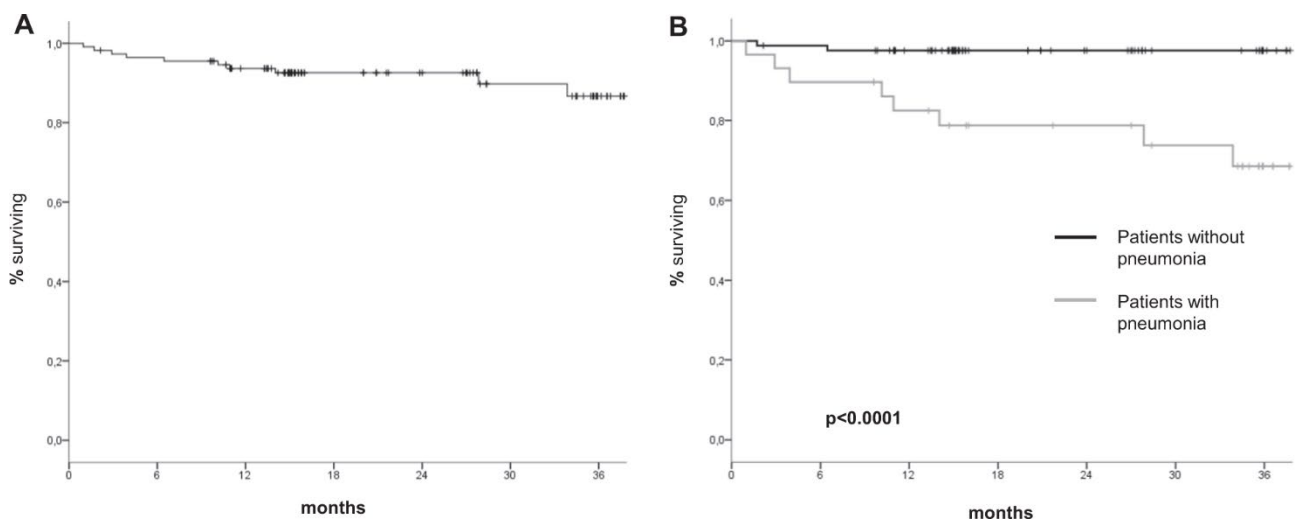 A
1,0
0,8
0,6
0,4
0,2
0,0
% surviving
0 6 12 18 24 30 36
months
B
1,0
0,8
0,6
0,4
0,2
0,0
% surviving
Patients without
pneumonia
Patients with
pneumonia
p<0.0001
0 6 12 18 24 30 36
months